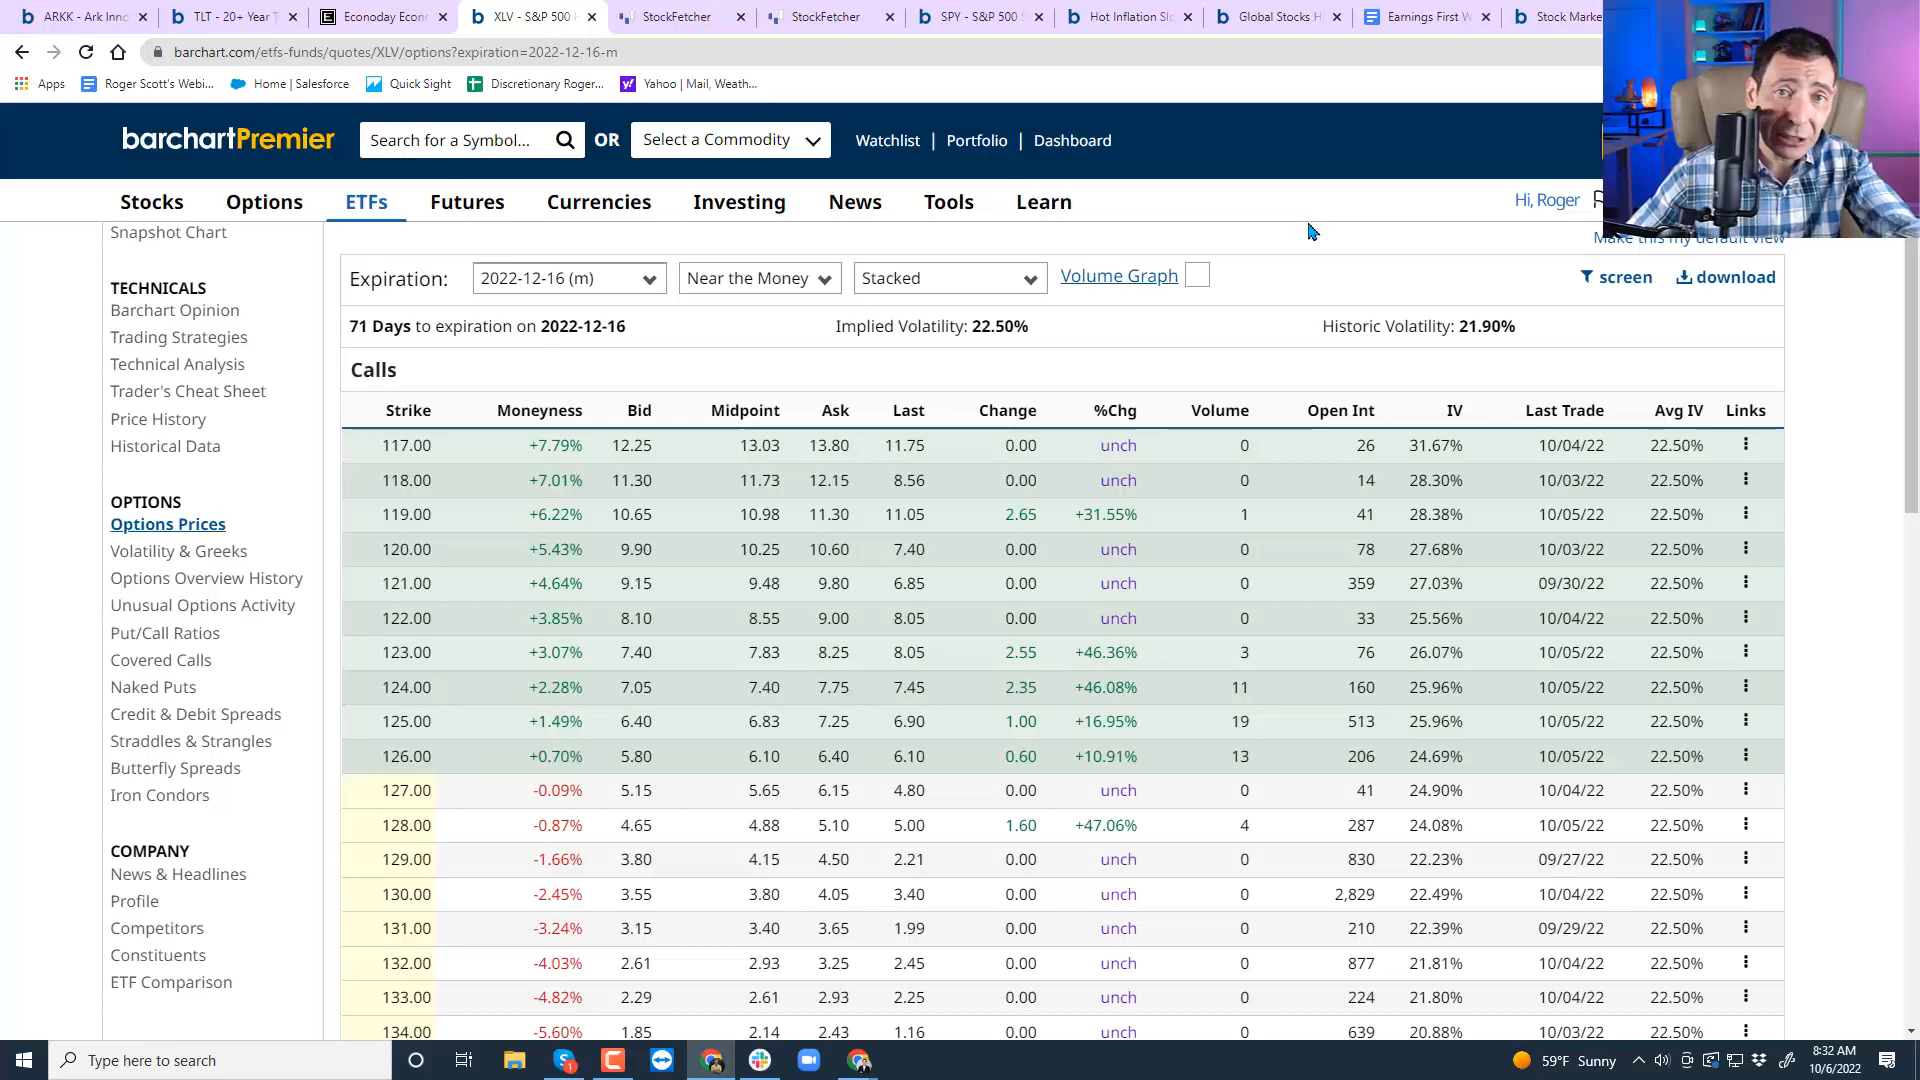 ARKK - Ark Inn
TLT - 20+ Year T
Econoday Econ
XLV - S&P 500
StockFetcher
StockFetcher
SPY - S&P 500
Hot Inflation Sl
Global Stocks H
Earnings First W
Stock Marke
barchart.com/etfs-funds/quotes/XLV/options?expiration=2022-12-16-m
Apps
Roger Scott's Webi...
Home | Salesforce
Quick Sight
Discretionary Roger...
Yahoo | Mail, Weath...
barchartPremier
Search for a Symbol...
OR
Select a Commodity
Watchlist | Portfolio | Dashboard
Stocks Options ETFs Futures Currencies Investing News Tools Learn
Hi, Roger
Make this my default view
Snapshot Chart
TECHNICALS
Barchart Opinion
Trading Strategies
Technical Analysis
Trader's Cheat Sheet
Price History
Historical Data
OPTIONS
Options Prices
Volatility & Greeks
Options Overview History
Unusual Options Activity
Put/Call Ratios
Covered Calls
Naked Puts
Credit & Debit Spreads
Straddles & Strangles
Butterfly Spreads
Iron Condors
COMPANY
News & Headlines
Profile
Competitors
Constituents
ETF Comparison
Expiration: 2022-12-16 (m) Near the Money Stacked Volume Graph screen download
71 Days to expiration on 2022-12-16 Implied Volatility: 22.50% Historic Volatility: 21.90%
Calls
Strike Moneyness Bid Midpoint Ask Last Change %Chg Volume Open Int IV Last Trade Avg IV Links
117.00 +7.79% 12.25 13.03 13.80 11.75 0.00 unch 0 26 31.67% 10/04/22 22.50%
118.00 +7.01% 11.30 11.73 12.15 8.56 0.00 unch 0 14 28.30% 10/03/22 22.50%
119.00 +6.22% 10.65 10.98 11.30 11.05 2.65 +31.55% 1 41 28.38% 10/05/22 22.50%
120.00 +5.43% 9.90 10.25 10.60 7.40 0.00 unch 0 78 27.68% 10/03/22 22.50%
121.00 +4.64% 9.15 9.48 9.80 6.85 0.00 unch 0 359 27.03% 09/30/22 22.50%
122.00 +3.85% 8.10 8.55 9.00 8.05 0.00 unch 0 33 25.56% 10/04/22 22.50%
123.00 +3.07% 7.40 7.83 8.25 8.05 2.55 +46.36% 3 76 26.07% 10/05/22 22.50%
124.00 +2.28% 7.05 7.40 7.75 7.45 2.35 +46.08% 11 160 25.96% 10/05/22 22.50%
125.00 +1.49% 6.40 6.83 7.25 6.90 1.00 +16.95% 19 513 25.96% 10/05/22 22.50%
126.00 +0.70% 5.80 6.10 6.40 6.10 0.60 +10.91% 13 206 24.69% 10/05/22 22.50%
127.00 -0.09% 5.15 5.65 6.15 4.80 0.00 unch 0 41 24.90% 10/04/22 22.50%
128.00 -0.87% 4.65 4.88 5.10 5.00 1.60 +47.06% 4 287 24.08% 10/05/22 22.50%
129.00 -1.66% 3.80 4.15 4.50 2.21 0.00 unch 0 830 22.23% 09/27/22 22.50%
130.00 -2.45% 3.55 3.80 4.05 3.40 0.00 unch 0 2,829 22.49% 10/04/22 22.50%
131.00 -3.24% 3.15 3.40 3.65 1.99 0.00 unch 0 210 22.39% 09/29/22 22.50%
132.00 -4.03% 2.61 2.93 3.25 2.45 0.00 unch 0 877 21.81% 10/04/22 22.50%
133.00 -4.82% 2.29 2.61 2.93 2.25 0.00 unch 0 224 21.80% 10/04/22 22.50%
134.00 -5.60% 1.85 2.14 2.43 1.16 0.00 unch 0 639 20.88% 10/03/22 22.50%
Type here to search
59°F Sunny
8:32 AM
10/6/2022